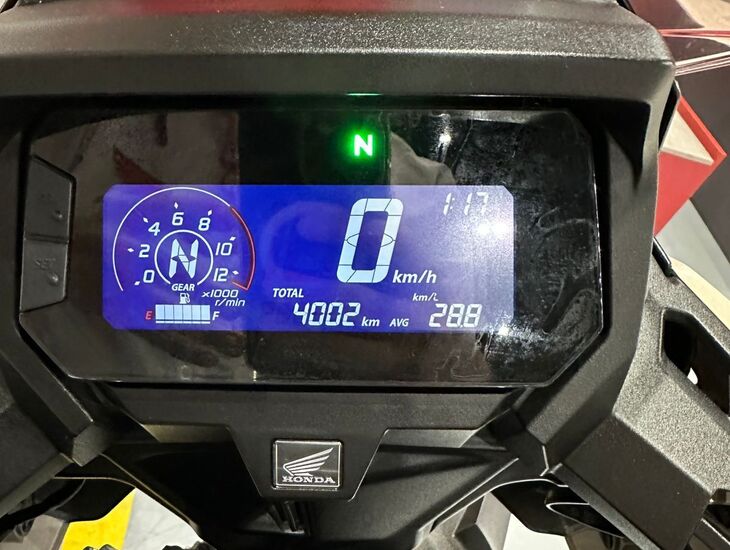 N
1:17
4 6 8
2 10
0 12
N
GEAR
x1000
r/min
E F
0 km/h
TOTAL
4002 km
km/L
AVG 28.8
SET
HONDA